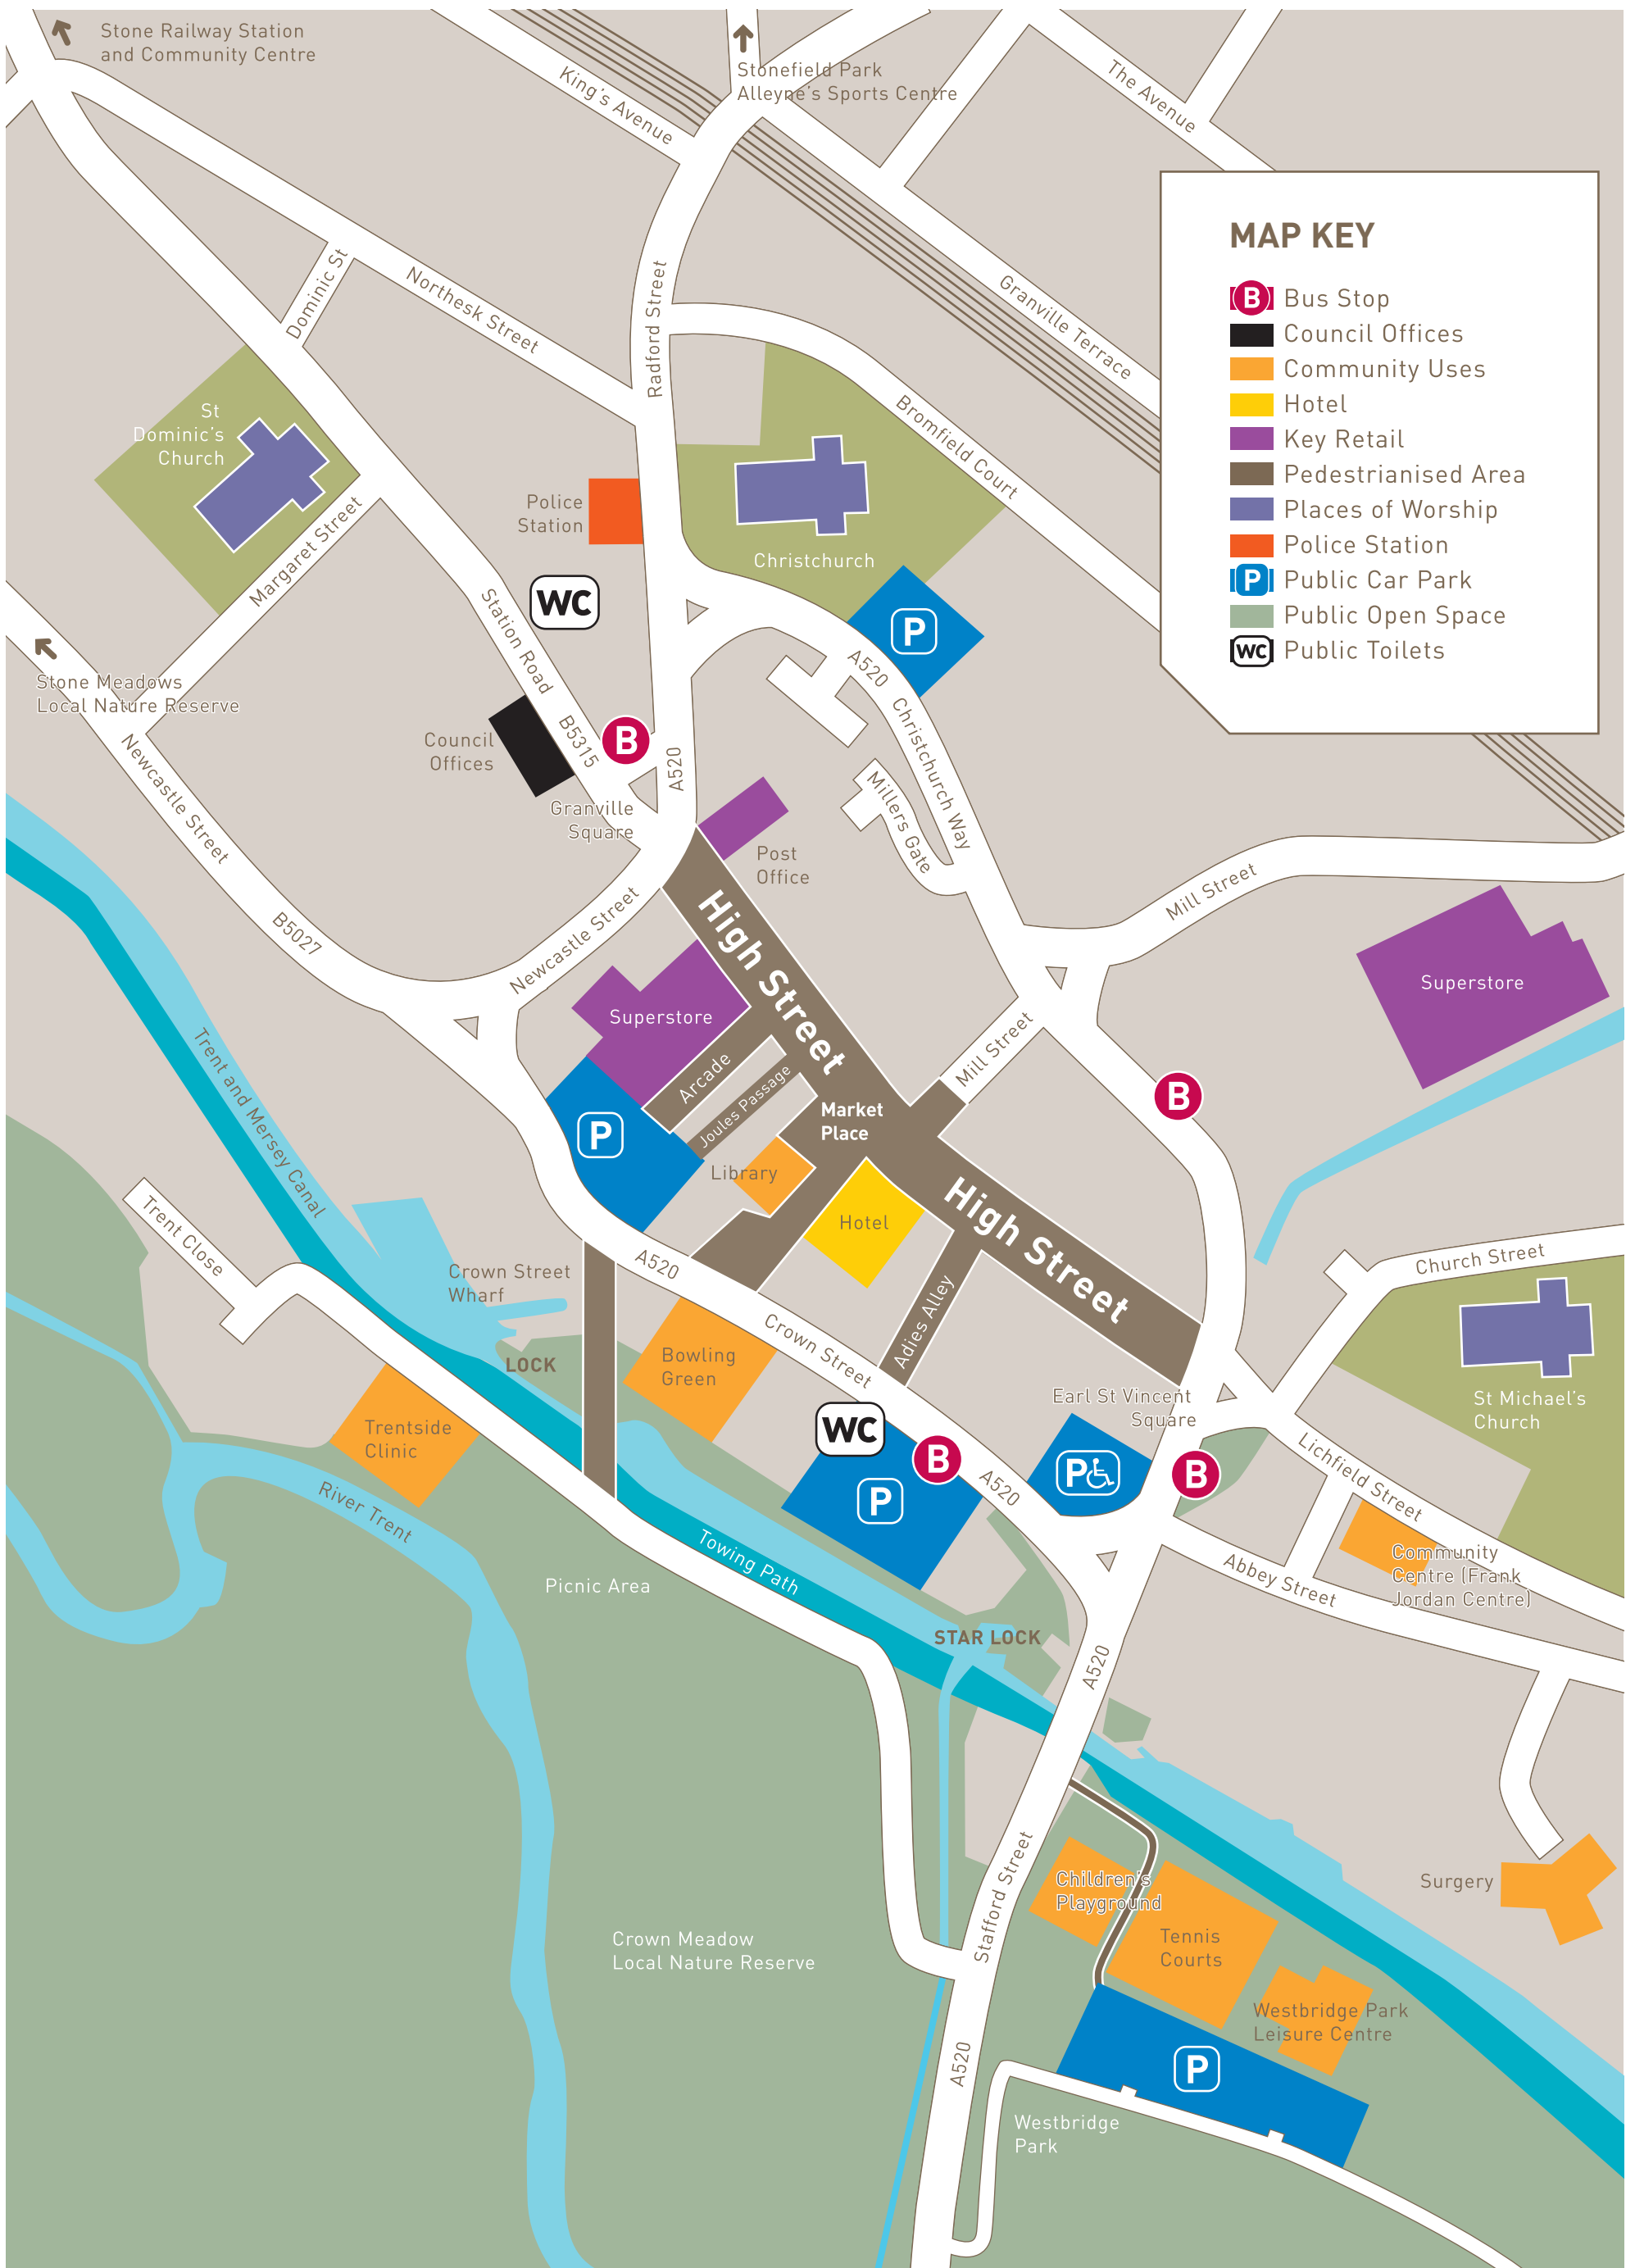 Stone Railway Station
and Community Centre
Stonefield Park
Alleyne's Sports Centre
King's Avenue
The Avenue
MAP KEY
B Bus Stop
Council Offices
Community Uses
Hotel
Key Retail
Pedestrianised Area
Places of Worship
Police Station
P Public Car Park
Public Open Space
WC Public Toilets
Dominic St
Northesk Street
Radford Street
Granville Terrace
Bromfield Court
St
Dominic's
Church
Margaret Street
Police
Station
Christchurch
WC
P
Station Road
B5315
A520
Christchurch Way
Stone Meadows
Local Nature Reserve
Newcastle Street
Council
Offices
B
A520
Granville
Square
Millers Gate
Post
Office
B5027
Newcastle Street
High Street
Mill Street
Superstore
Superstore
Arcade
Joules Passage
Mill Street
Market
Place
B
P
Library
Trent and Mersey Canal
Trent Close
Hotel
High Street
Church Street
Crown Street
Wharf
A520
Crown Street
Adies Alley
LOCK
Bowling
Green
St Michael's
Church
Earl St Vincent
Square
Trentside
Clinic
WC
B
P
A520
P
B
Lichfield Street
River Trent
Towing Path
Picnic Area
Abbey Street
Community
Centre (Frank
Jordan Centre)
STAR LOCK
A520
Stafford Street
Children's
Playground
Surgery
Tennis
Courts
Crown Meadow
Local Nature Reserve
Westbridge Park
Leisure Centre
A520
P
Westbridge
Park